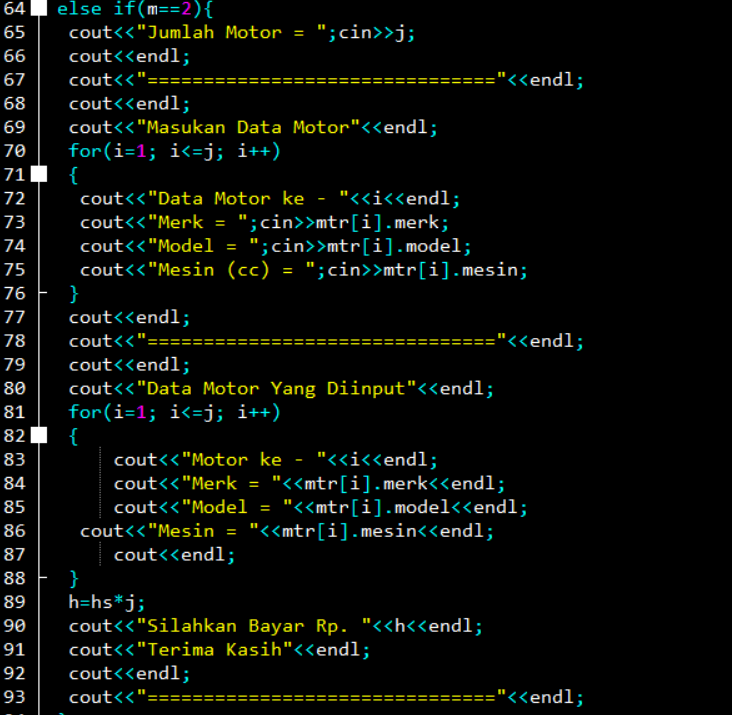 64 else if(m==2){
65 cout<<"Jumlah Motor = ";cin>>j;
66 cout<<endl;
67 cout<<"==============================="<<endl;
68 cout<<endl;
69 cout<<"Masukan Data Motor"<<endl;
70 for(i=1; i<=j; i++)
71 {
72 cout<<"Data Motor ke - "<<i<<endl;
73 cout<<"Merk = ";cin>>mtr[i].merk;
74 cout<<"Model = ";cin>>mtr[i].model;
75 cout<<"Mesin (cc) = ";cin>>mtr[i].mesin;
76 }
77 cout<<endl;
78 cout<<"==============================="<<endl;
79 cout<<endl;
80 cout<<"Data Motor Yang Diinput"<<endl;
81 for(i=1; i<=j; i++)
82 {
83 cout<<"Motor ke - "<<i<<endl;
84 cout<<"Merk = "<<mtr[i].merk<<endl;
85 cout<<"Model = "<<mtr[i].model<<endl;
86 cout<<"Mesin = "<<mtr[i].mesin<<endl;
87 cout<<endl;
88 }
89 h=hs*j;
90 cout<<"Silahkan Bayar Rp. "<<h<<endl;
91 cout<<"Terima Kasih"<<endl;
92 cout<<endl;
93 cout<<"==============================="<<endl;